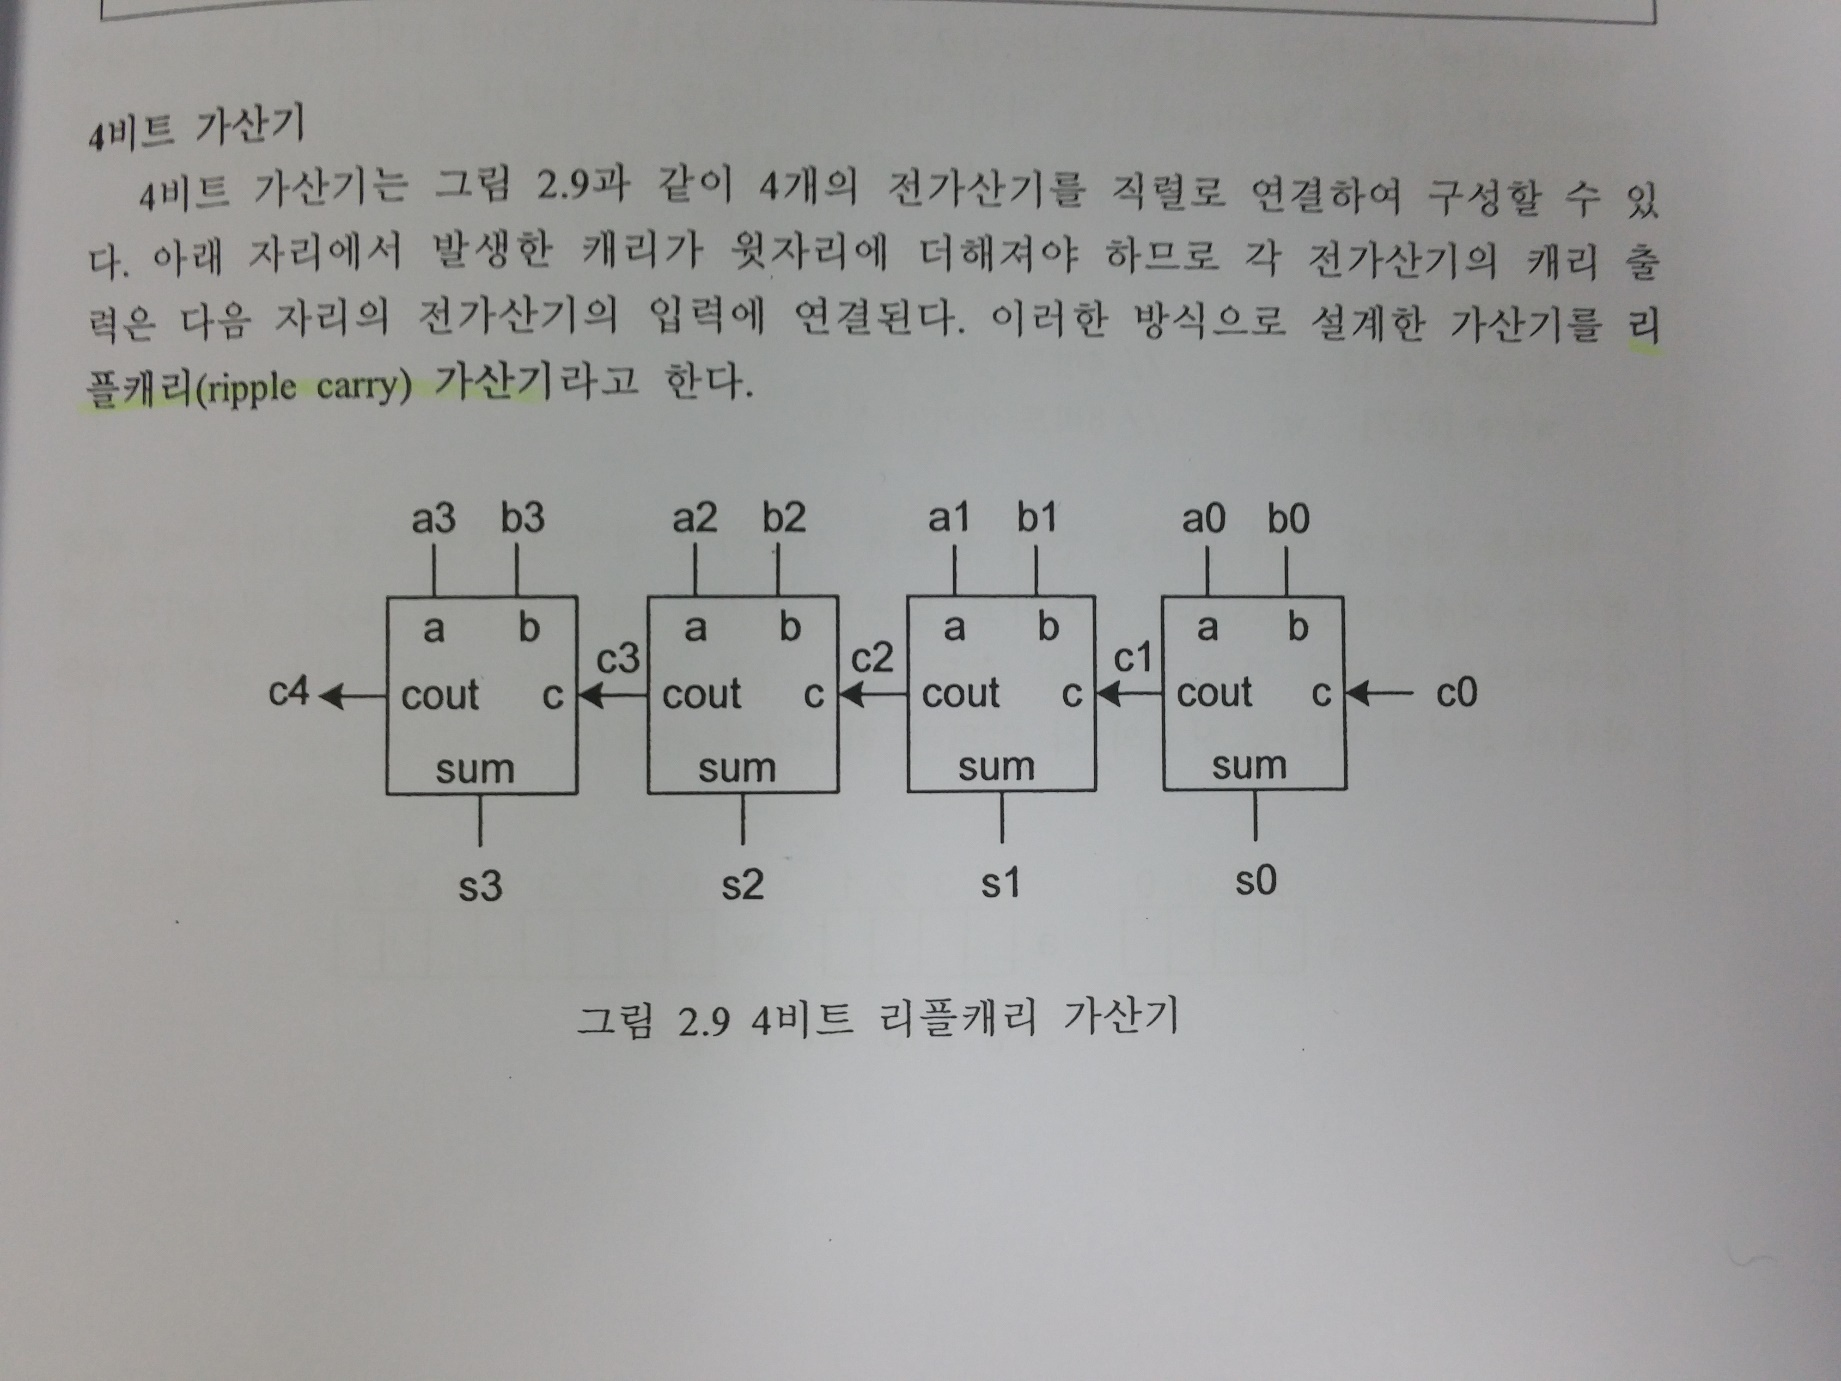 4비트 가산기
4비트 가산기는 그림 2.9과 같이 4개의 전가산기를 직렬로 연결하여 구성할 수 있
다. 아래 자리에서 발생한 캐리가 윗자리에 더해져야 하므로 각 전가산기의 캐리 출
력은 다음 자리의 전가산기의 입력에 연결된다. 이러한 방식으로 설계한 가산기를 리
플캐리(ripple carry) 가산기라고 한다.
a3 b3 a2 b2 a1 b1 a0 b0
a b a b a b a b
c3 c2 c1
c4 cout c cout c cout c cout c c0
sum sum sum sum
s3 s2 s1 s0
그림 2.9 4비트 리플캐리 가산기